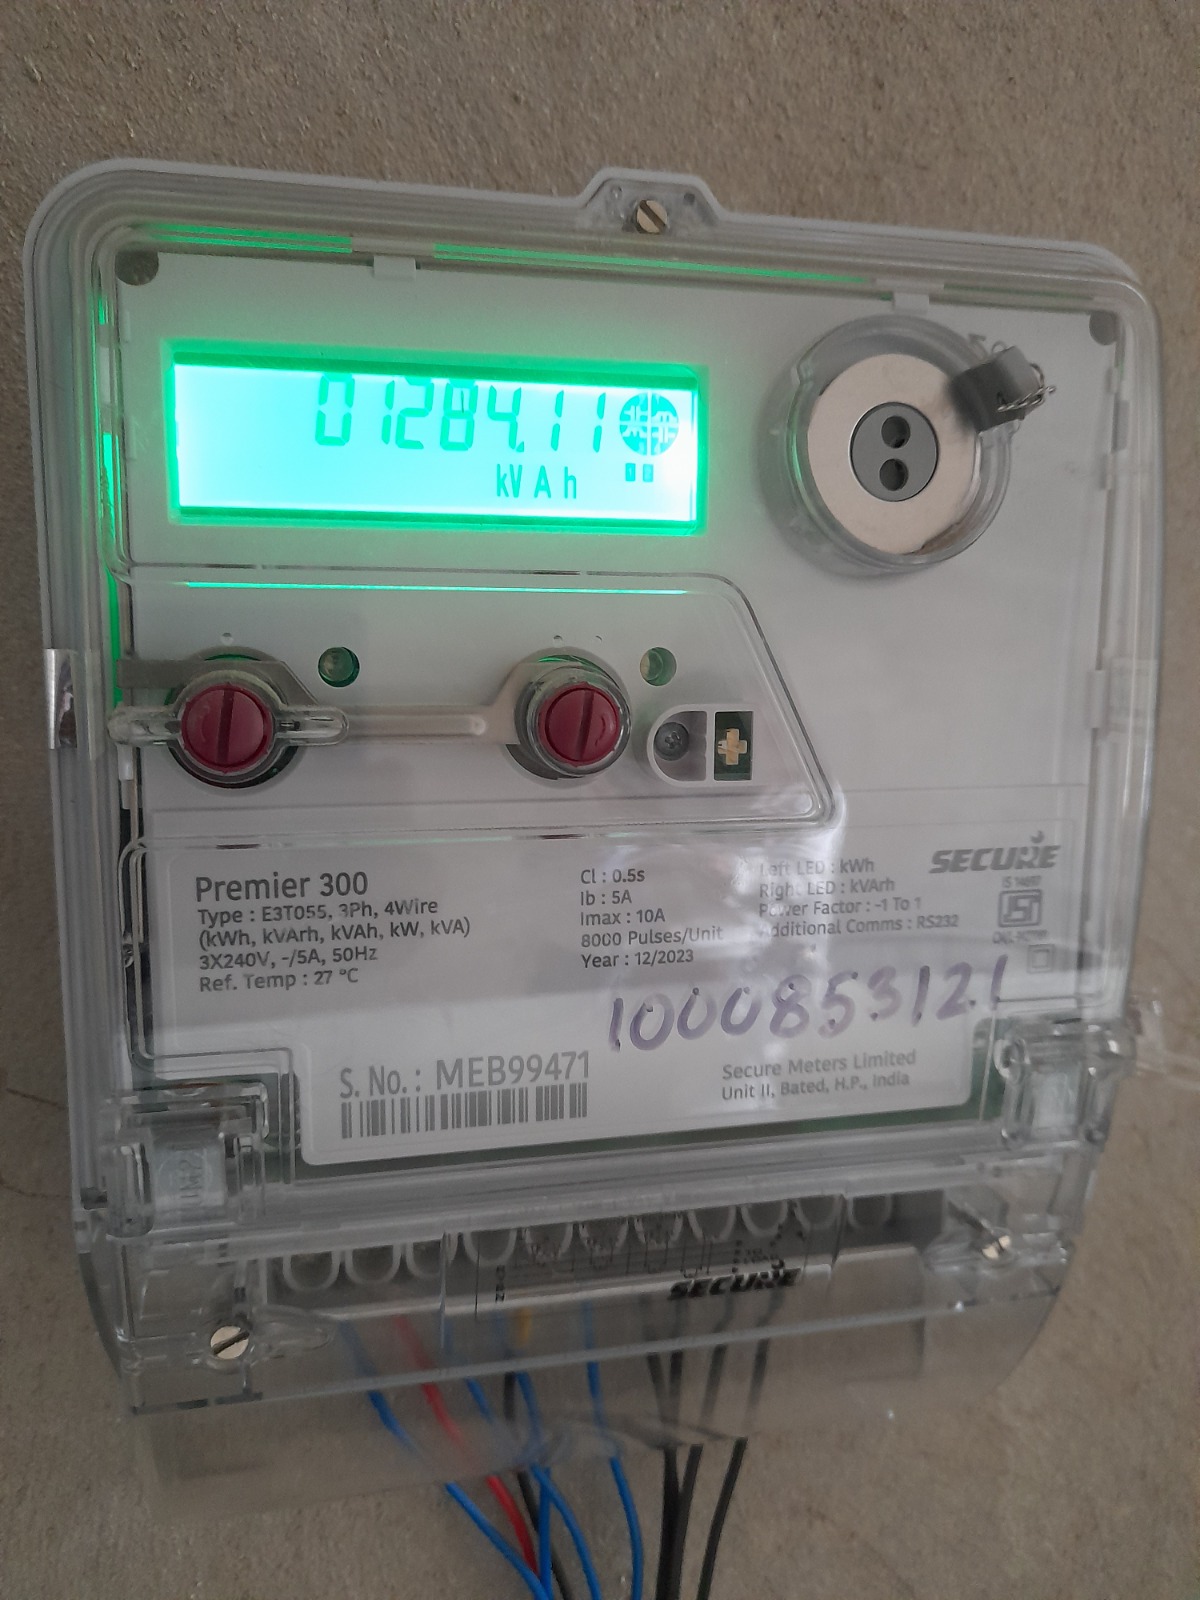 01284.11
kVAh
Premier 300
Type : E3T055, 3Ph, 4Wire
(kWh, kVArh, kVAh, kW, kVA)
3X240V, -/5A, 50Hz
Ref. Temp : 27 °C
Cl : 0.5s
Ib : 5A
Imax : 10A
8000 Pulses/Unit
Year : 12/2023
Left LED : kWh
Right LED : kVArh
Power Factor : -1 To 1
Additional Comms : RS232
SECURE
IS 14697
ISI
1000853121
S. No. : MEB99471
Secure Meters Limited
Unit II, Bated, H.P., India
SECURE